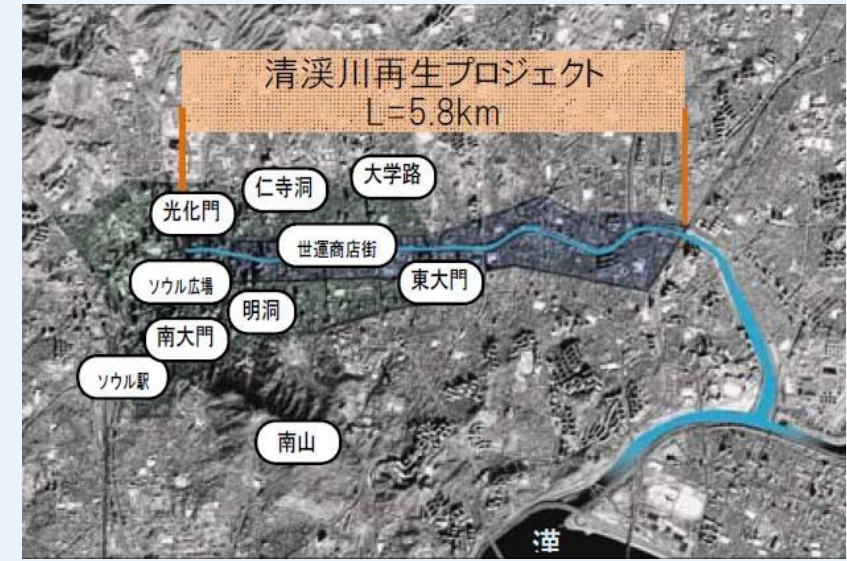 清渓川再生プロジェクト
L=5.8km
大学路
仁寺洞
光化門
世運商店街
東大門
ソウル広場
明洞
南大門
ソウル駅
南山
漢